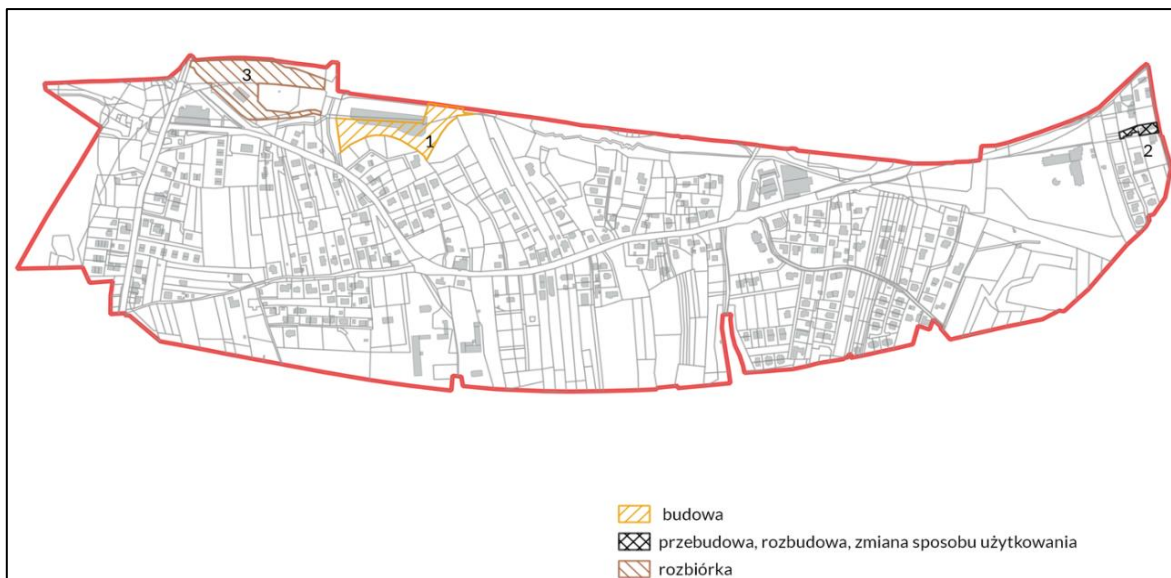 3
1
2
budowa
przebudowa, rozbudowa, zmiana sposobu użytkowania
rozbiórka